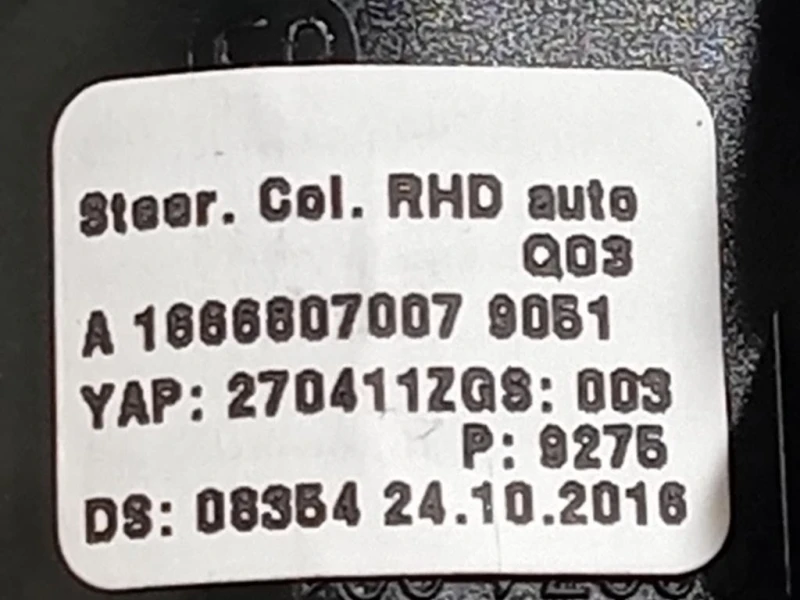 Steer. Col. RHD auto
Q03
A 1666807007 9051
YAP: 270411ZGS: 003
P: 9275
DS: 08354 24.10.2016